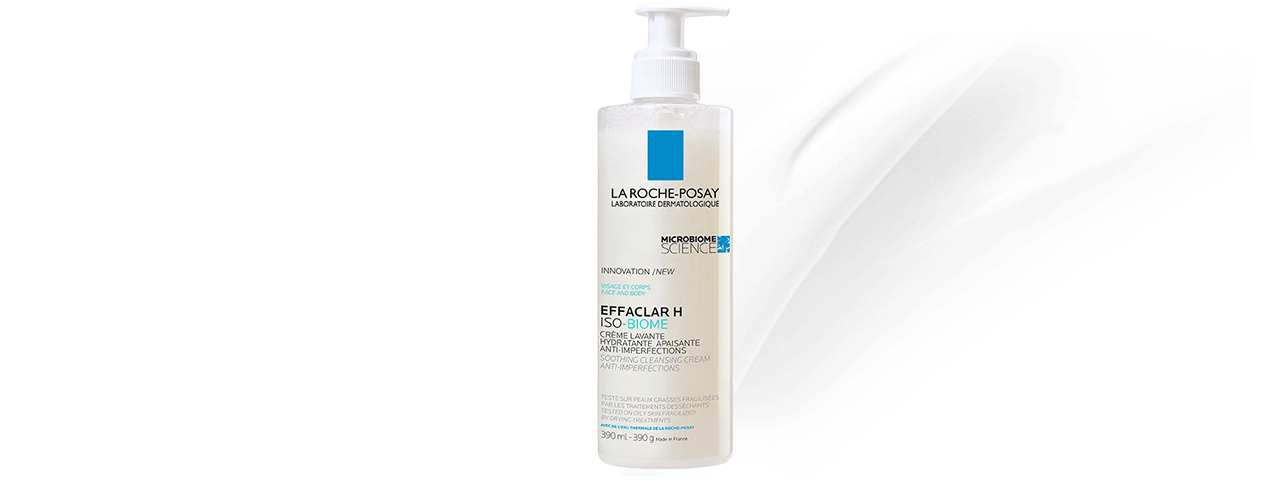 LA ROCHE-POSAY
LABORATOIRE DERMATOLOGIQUE
MICROBIOME
SCIENCE
INNOVATION / NEW
VISAGE ET CORPS
FACE AND BODY
EFFACLAR H
ISO-BIOME
CRÈME LAVANTE
HYDRATANTE APAISANTE
ANTI-IMPERFECTIONS
SOOTHING CLEANSING CREAM
ANTI-IMPERFECTIONS
TESTÉ SUR PEAUX GRASSES FRAGILISÉES
PAR LES TRAITEMENTS DESSÉCHANTS
TESTED ON OILY SKIN FRAGILIZED
BY DRYING TREATMENTS
AVEC DE L'EAU THERMALE DE LA ROCHE-POSAY
390 ml - 390 g Made in France